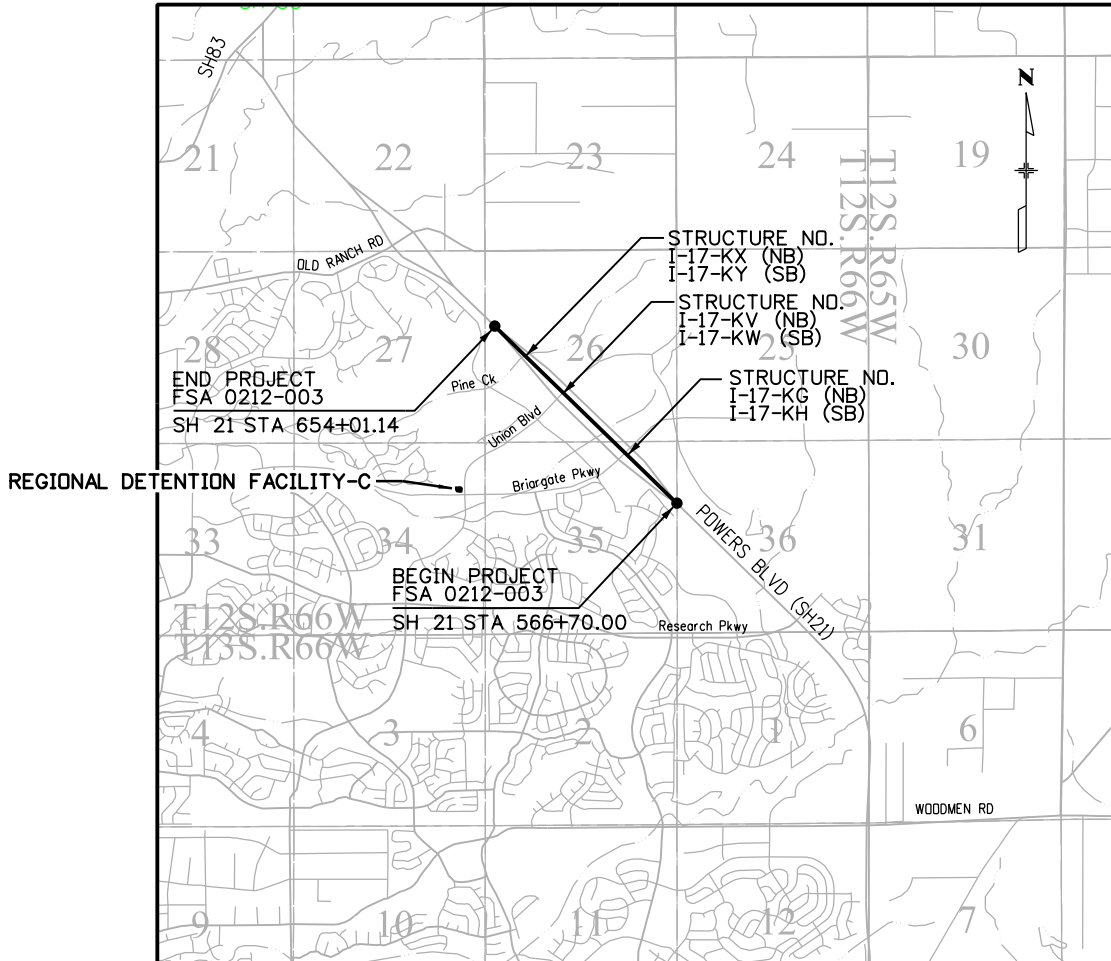 SH83
N
21
22
23
24
19
T12S.R66W
T12S.R65W
OLD RANCH RD
STRUCTURE NO.
I-17-KX (NB)
I-17-KY (SB)
STRUCTURE NO.
I-17-KV (NB)
I-17-KW (SB)
28
27
26
25
30
END PROJECT
FSA 0212-003
SH 21 STA 654+01.14
Pine Ck
STRUCTURE NO.
I-17-KG (NB)
I-17-KH (SB)
Union Blvd
REGIONAL DETENTION FACILITY-C
Briargate Pkwy
33
34
35
36
31
POWERS BLVD (SH21)
BEGIN PROJECT
FSA 0212-003
SH 21 STA 566+70.00
T12S.R66W
T13S.R66W
Research Pkwy
4
3
2
1
6
WOODMEN RD
9
10
11
12
7